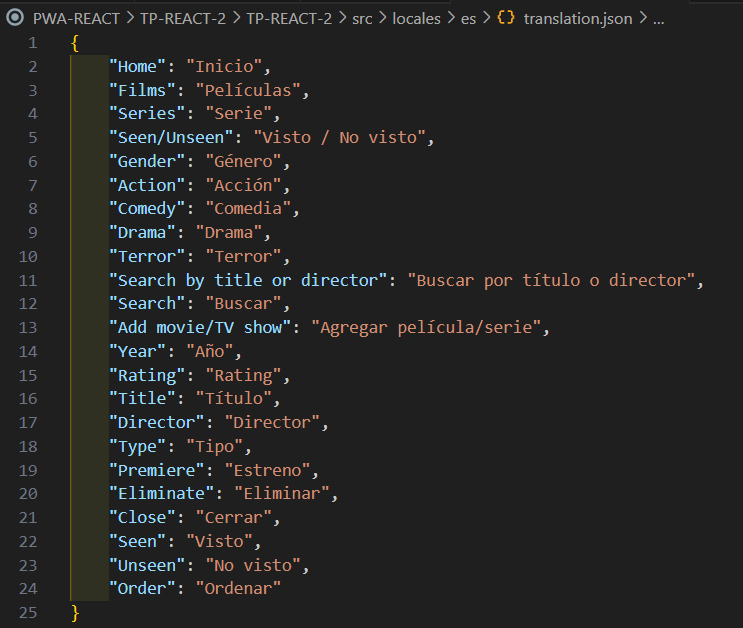 PWA-REACT > TP-REACT-2 > TP-REACT-2 > src > locales > es > {} translation.json > ...
1 {
2 "Home": "Inicio",
3 "Films": "Películas",
4 "Series": "Serie",
5 "Seen/Unseen": "Visto / No visto",
6 "Gender": "Género",
7 "Action": "Acción",
8 "Comedy": "Comedia",
9 "Drama": "Drama",
10 "Terror": "Terror",
11 "Search by title or director": "Buscar por título o director",
12 "Search": "Buscar",
13 "Add movie/TV show": "Agregar película/serie",
14 "Year": "Año",
15 "Rating": "Rating",
16 "Title": "Título",
17 "Director": "Director",
18 "Type": "Tipo",
19 "Premiere": "Estreno",
20 "Eliminate": "Eliminar",
21 "Close": "Cerrar",
22 "Seen": "Visto",
23 "Unseen": "No visto",
24 "Order": "Ordenar"
25 }